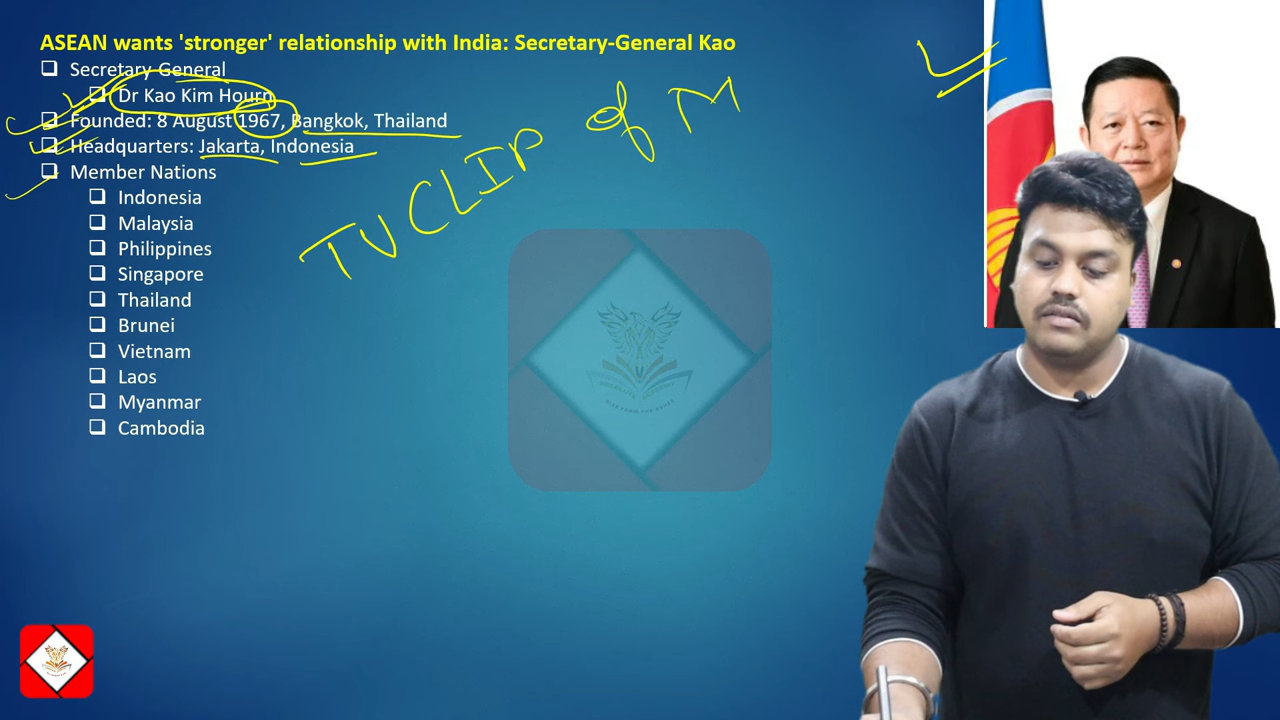 ASEAN wants 'stronger' relationship with India: Secretary-General Kao
Secretary-General
Dr Kao Kim Hourn
Founded: 8 August 1967, Bangkok, Thailand
Headquarters: Jakarta, Indonesia
Member Nations
Indonesia
Malaysia
Philippines
Singapore
Thailand
Brunei
Vietnam
Laos
Myanmar
Cambodia
TV CLIP of M